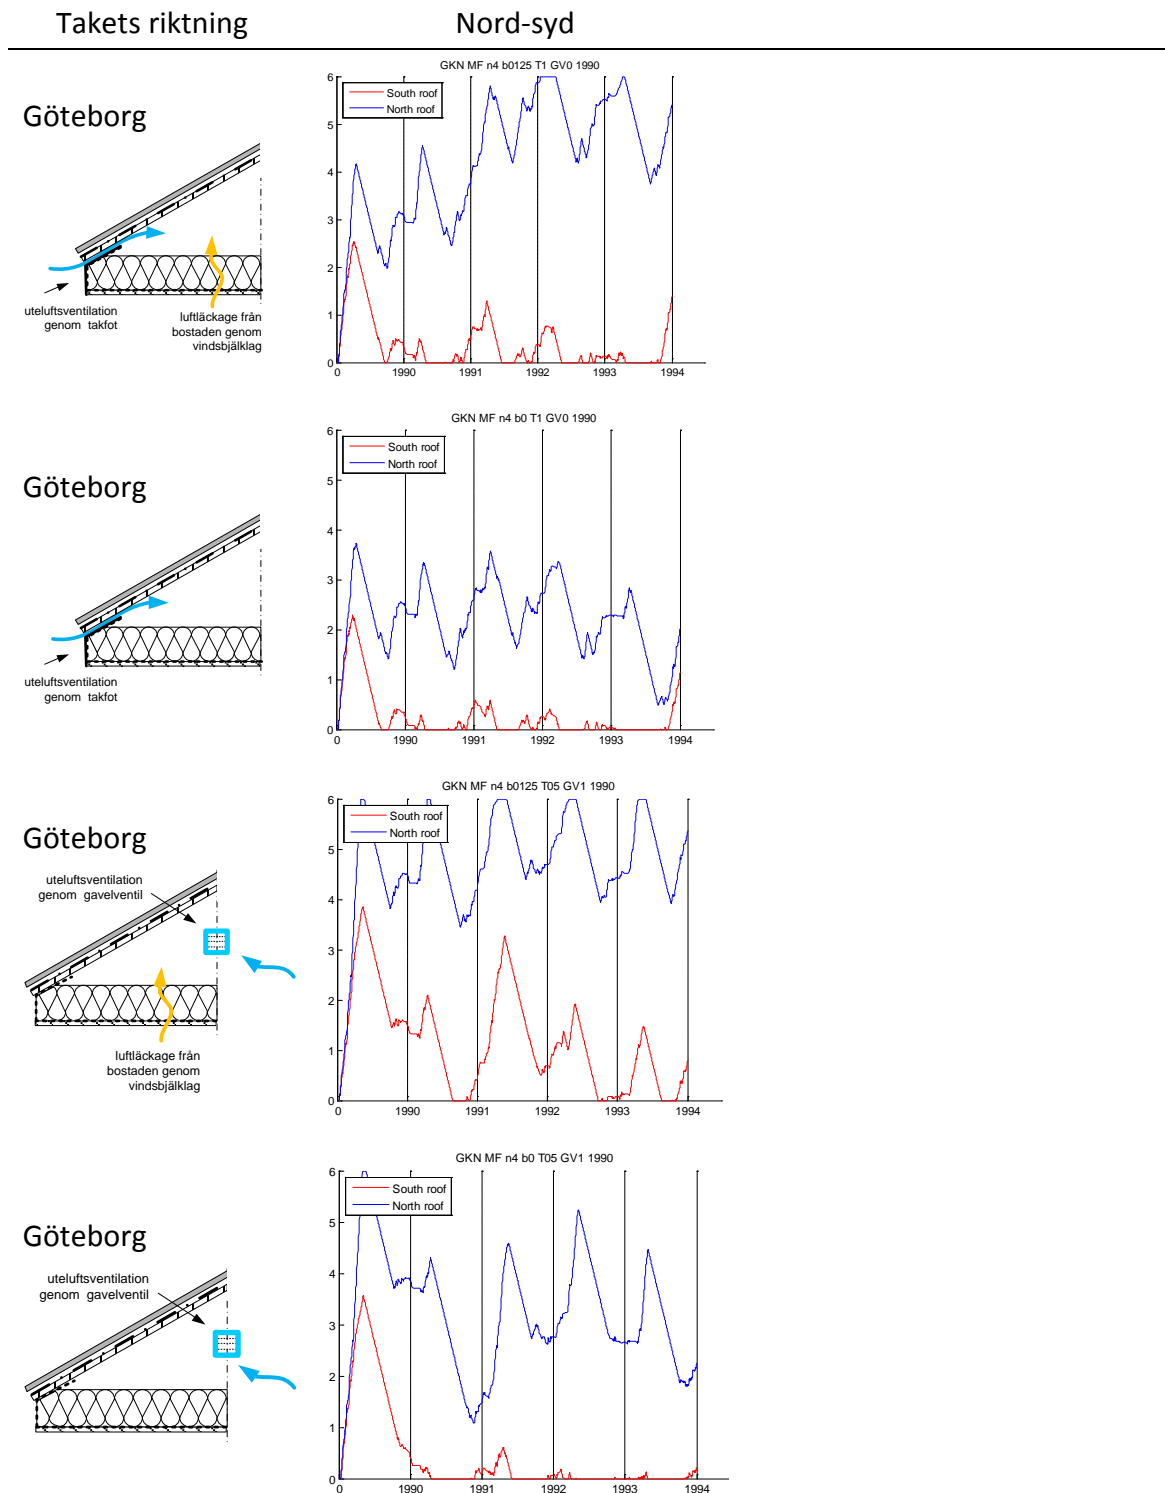 Takets riktning Nord-syd
GKN MF n4 b0125 T1 GV0 1990
Göteborg
uteluftsventilation
genom takfot
luftläckage från
bostaden genom
vindsbjälklag
South roof
North roof
6
5
4
3
2
1
0
0 1990 1991 1992 1993 1994
GKN MF n4 b0 T1 GV0 1990
Göteborg
uteluftsventilation
genom takfot
South roof
North roof
6
5
4
3
2
1
0
0 1990 1991 1992 1993 1994
GKN MF n4 b0125 T05 GV1 1990
Göteborg
uteluftsventilation
genom gavelventil
luftläckage från
bostaden genom
vindsbjälklag
South roof
North roof
6
5
4
3
2
1
0
0 1990 1991 1992 1993 1994
GKN MF n4 b0 T05 GV1 1990
Göteborg
uteluftsventilation
genom gavelventil
South roof
North roof
6
5
4
3
2
1
0
0 1990 1991 1992 1993 1994